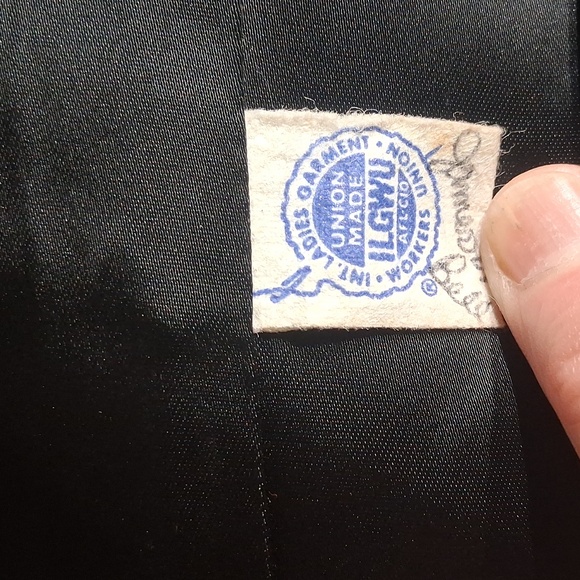 INT. LADIES GARMENT WORKERS UNION
UNION
MADE
ILGWU
AFL·CIO
®